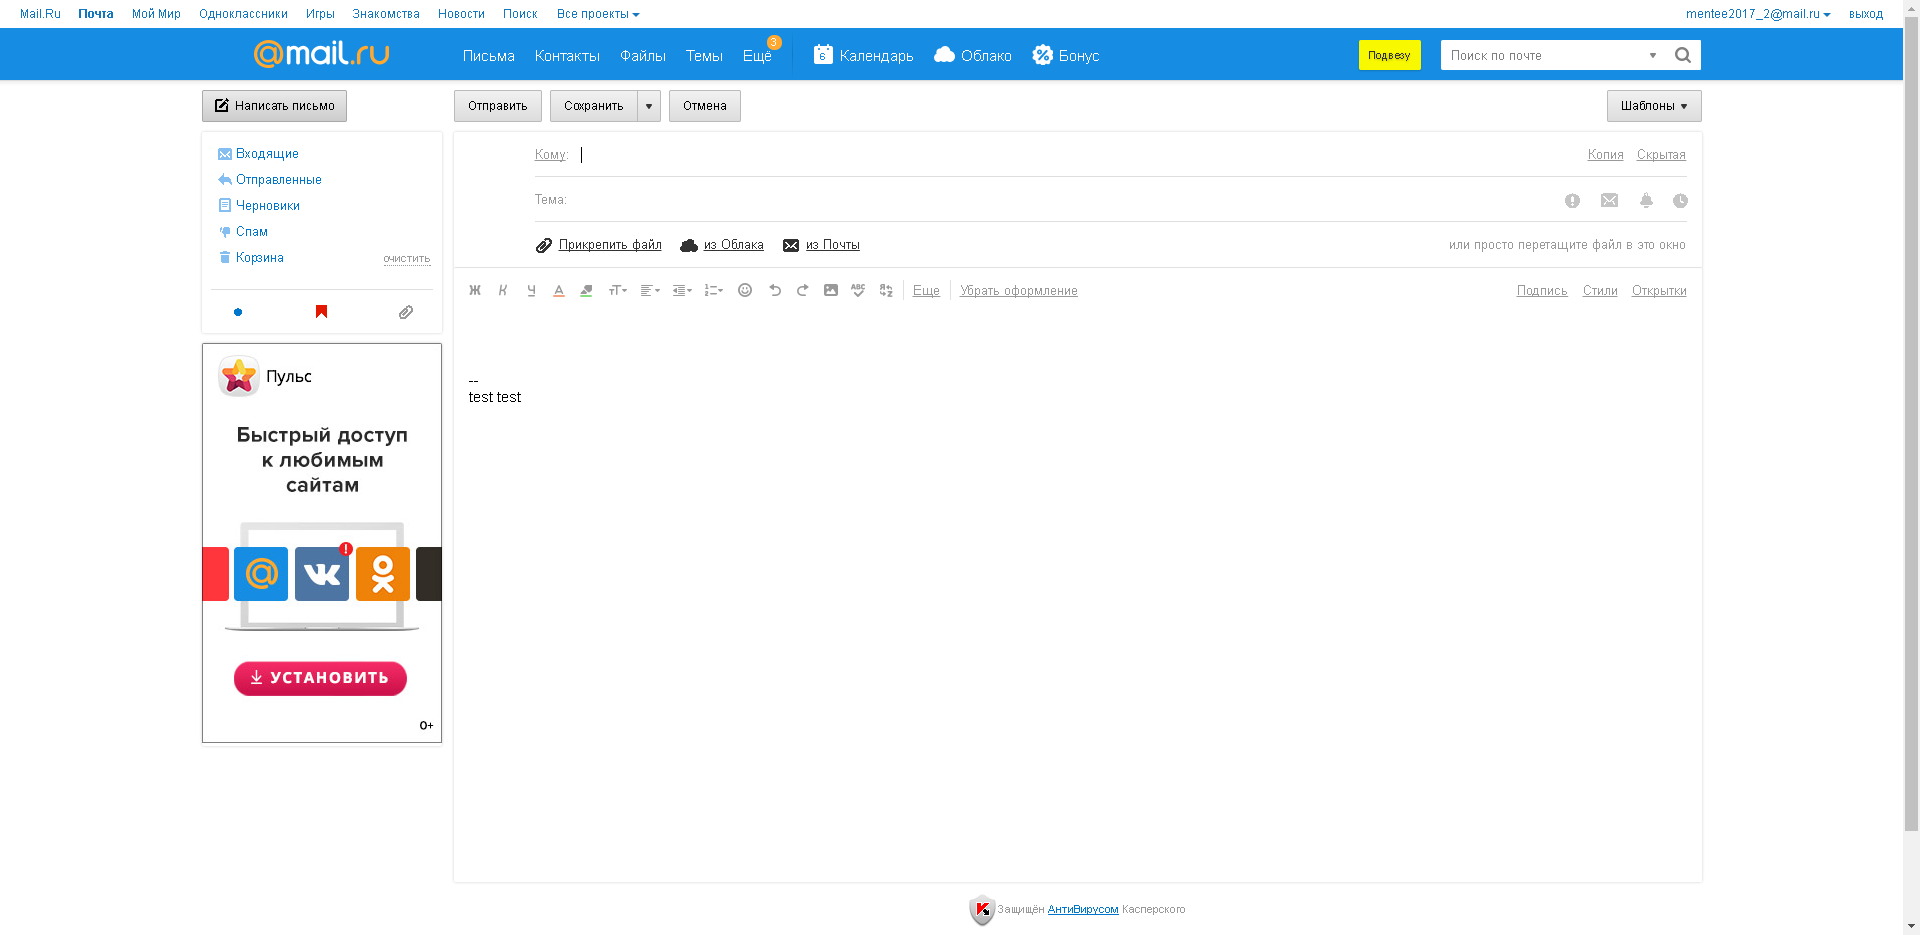 Mail.Ru Почта Мой Мир Одноклассники Игры Знакомства Новости Поиск Все проекты mentee2017_2@mail.ru выход
@mail.ru Письма Контакты Файлы Темы Ещё 3 6 Календарь Облако Бонус Подвезу Поиск по почте
Написать письмо Отправить Сохранить Отмена Шаблоны
Входящие
Отправленные
Черновики
Спам
Корзина очистить
Кому: Копия Скрытая
Тема:
Прикрепить файл из Облака из Почты или просто перетащите файл в это окно
Ж К Ч А тТ ABC Еще Убрать оформление Подпись Стили Открытки
--
test test
Пульс
Быстрый доступ
к любимым
сайтам
@ !
УСТАНОВИТЬ
0+
Защищён АнтиВирусом Касперского